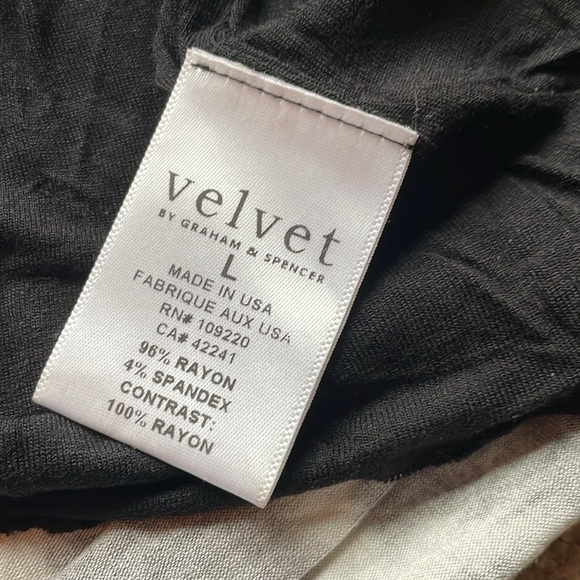 velvet
BY GRAHAM & SPENCER
L
MADE IN USA
FABRIQUE AUX USA
RN# 109220
CA# 42241
96% RAYON
4% SPANDEX
CONTRAST:
100% RAYON